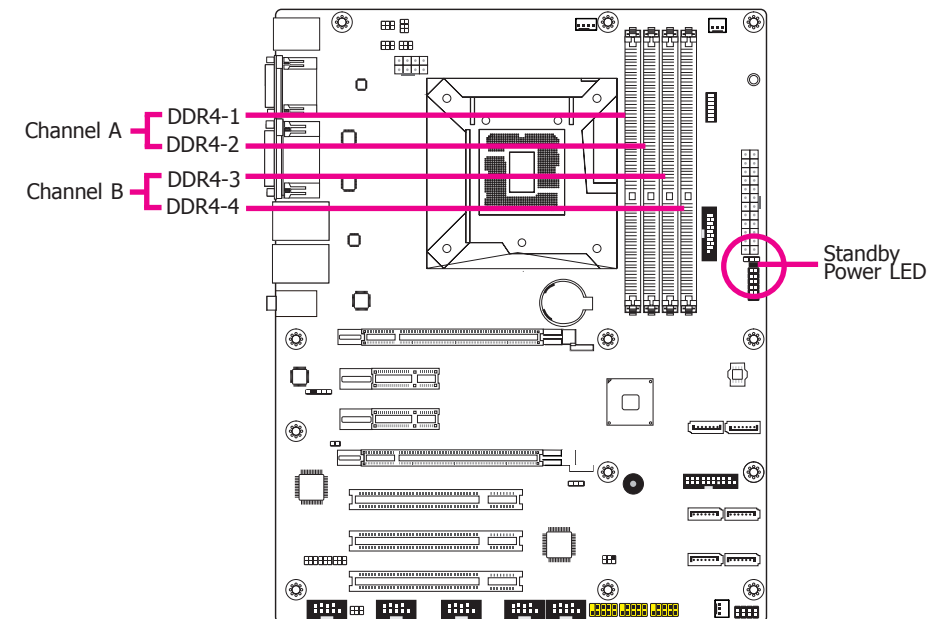 DDR4-1
Channel A
DDR4-2
DDR4-3
Channel B
DDR4-4
Standby
Power LED